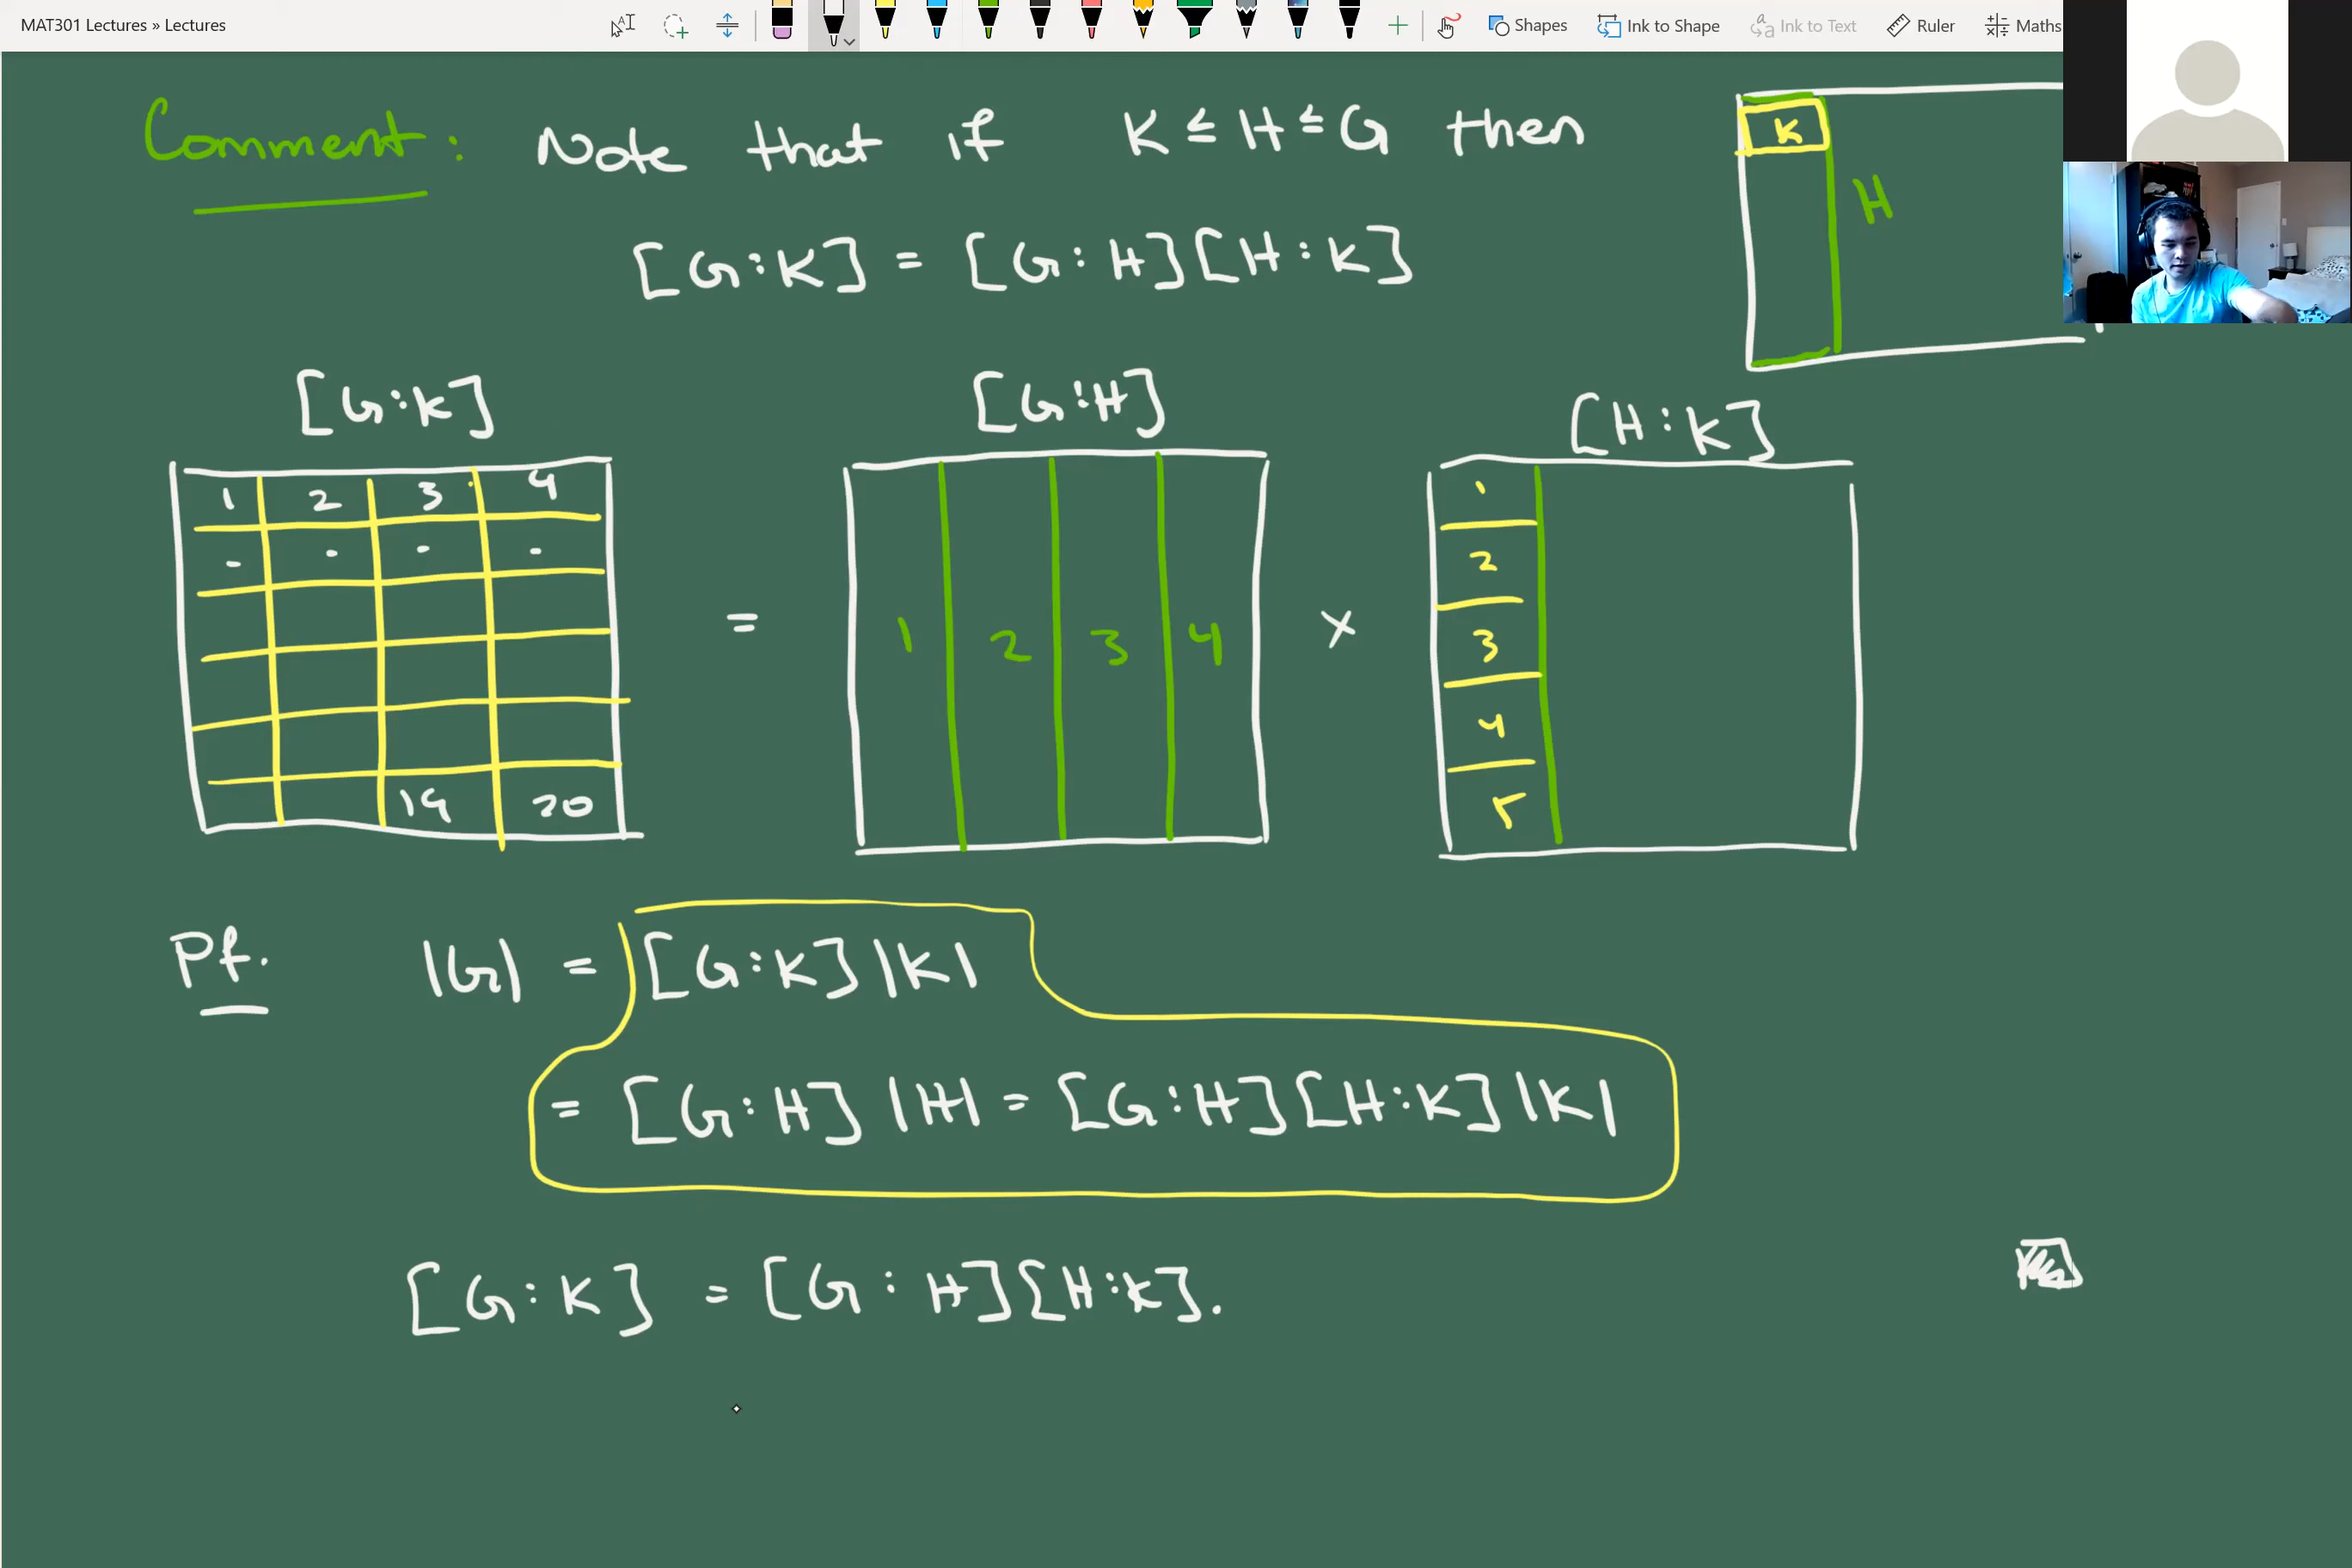 MAT301 Lectures » Lectures
Shapes Ink to Shape Ink to Text Ruler Maths
Comment: Note that if K ≤ H ≤ G then
[G:K] = [G:H][H:K]
K
H
[G:K] [G:H] [H:K]
1 2 3 4
- - - -
19 20
=
1 2 3 4
×
1
2
3
4
5
Pf. |G| = [G:K]|K|
= [G:H]|H| = [G:H][H:K]|K|
[G:K] = [G:H][H:K].